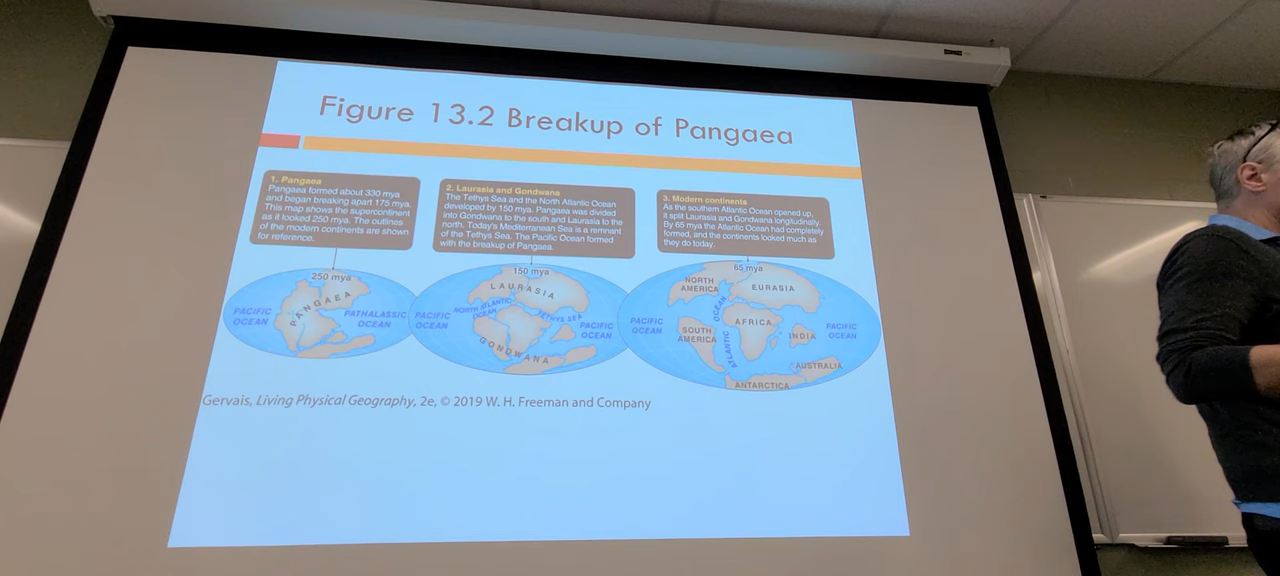 Figure 13.2 Breakup of Pangaea
1. Pangaea
Pangaea formed about 330 mya
and began breaking apart 175 mya.
This map shows the supercontinent
as it looked 250 mya. The outlines
of the modern continents are shown
for reference.
2. Laurasia and Gondwana
The Tethys Sea and the North Atlantic Ocean
developed by 150 mya. Pangaea was divided
into Gondwana to the south and Laurasia to the
north. Today's Mediterranean Sea is a remnant
of the Tethys Sea. The Pacific Ocean formed
with the breakup of Pangaea.
3. Modern continents
As the southern Atlantic Ocean opened up,
it split Laurasia and Gondwana longitudinally.
By 65 mya the Atlantic Ocean had completely
formed, and the continents looked much as
they do today.
250 mya
PANGAEA
PACIFIC
OCEAN
PATHALASSIC
OCEAN
150 mya
LAURASIA
NORTH ATLANTIC
OCEAN
TETHYS SEA
PACIFIC
OCEAN
PACIFIC
OCEAN
GONDWANA
65 mya
NORTH
AMERICA
EURASIA
ATLANTIC OCEAN
AFRICA
PACIFIC
OCEAN
SOUTH
AMERICA
INDIA
PACIFIC
OCEAN
AUSTRALIA
ANTARCTICA
Gervais, Living Physical Geography, 2e, © 2019 W. H. Freeman and Company